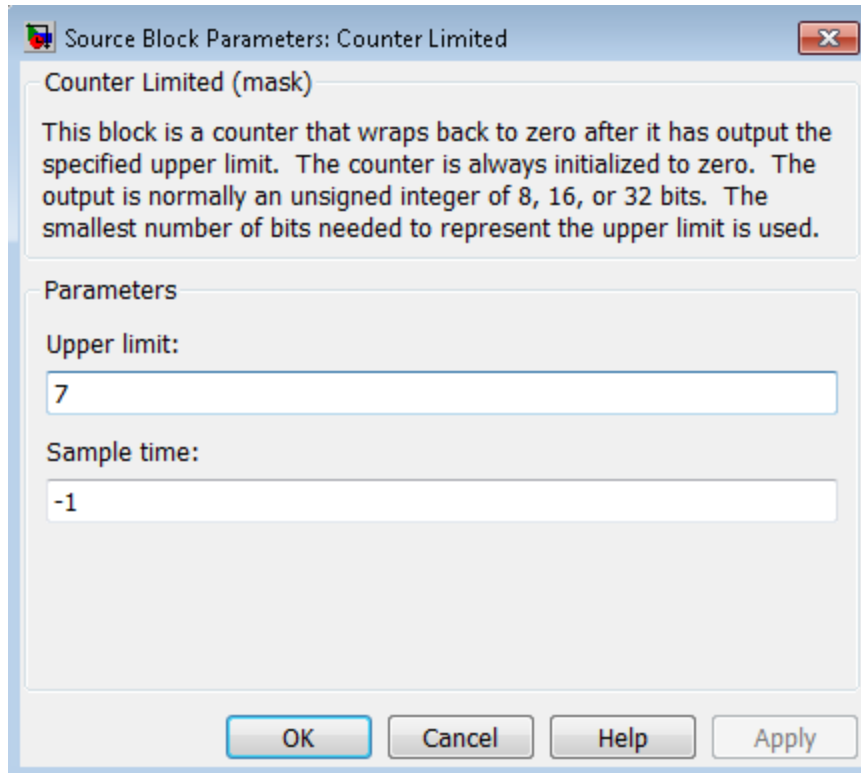 Source Block Parameters: Counter Limited
Counter Limited (mask)
This block is a counter that wraps back to zero after it has output the
specified upper limit.  The counter is always initialized to zero.  The
output is normally an unsigned integer of 8, 16, or 32 bits.  The
smallest number of bits needed to represent the upper limit is used.
Parameters
Upper limit:
7
Sample time:
-1
OK Cancel Help Apply